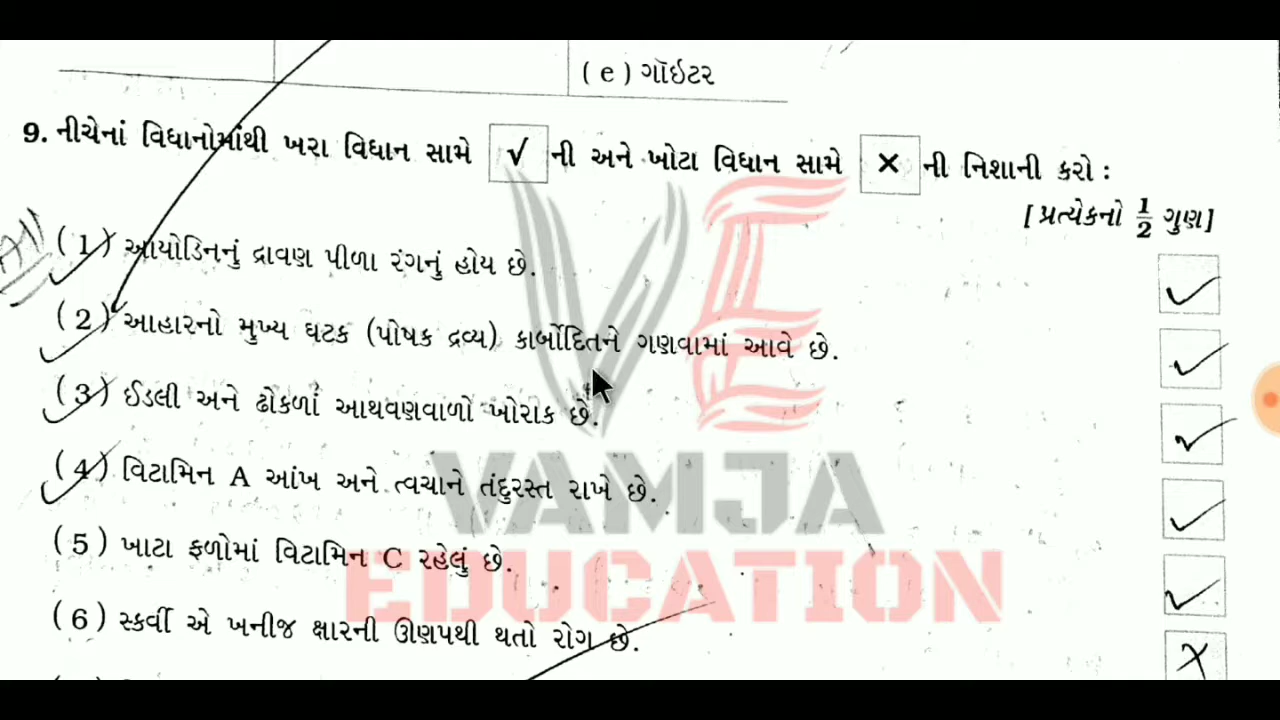 ( e ) ગૉઇટર
9. નીચેનાં વિધાનોમાંથી ખરા વિધાન સામે √ ની અને ખોટા વિધાન સામે × ની નિશાની કરો :
[ પ્રત્યેકનો 1/2 ગુણ]
( 1 ) આયોડિનનું દ્રાવણ પીળા રંગનું હોય છે. ✓
( 2 ) આહારનો મુખ્ય ઘટક (પોષક દ્રવ્ય) કાર્બોદિતને ગણવામાં આવે છે. ✓
( 3 ) ઈડલી અને ઢોકળાં આથવણવાળો ખોરાક છે. ✓
( 4 ) વિટામિન A આંખ અને ત્વચાને તંદુરસ્ત રાખે છે. ✓
( 5 ) ખાટા ફળોમાં વિટામિન C રહેલું છે. ✓
( 6 ) સ્કર્વી એ ખનીજ ક્ષારની ઊણપથી થતો રોગ છે. ×
VE
VAMJA
EDUCATION